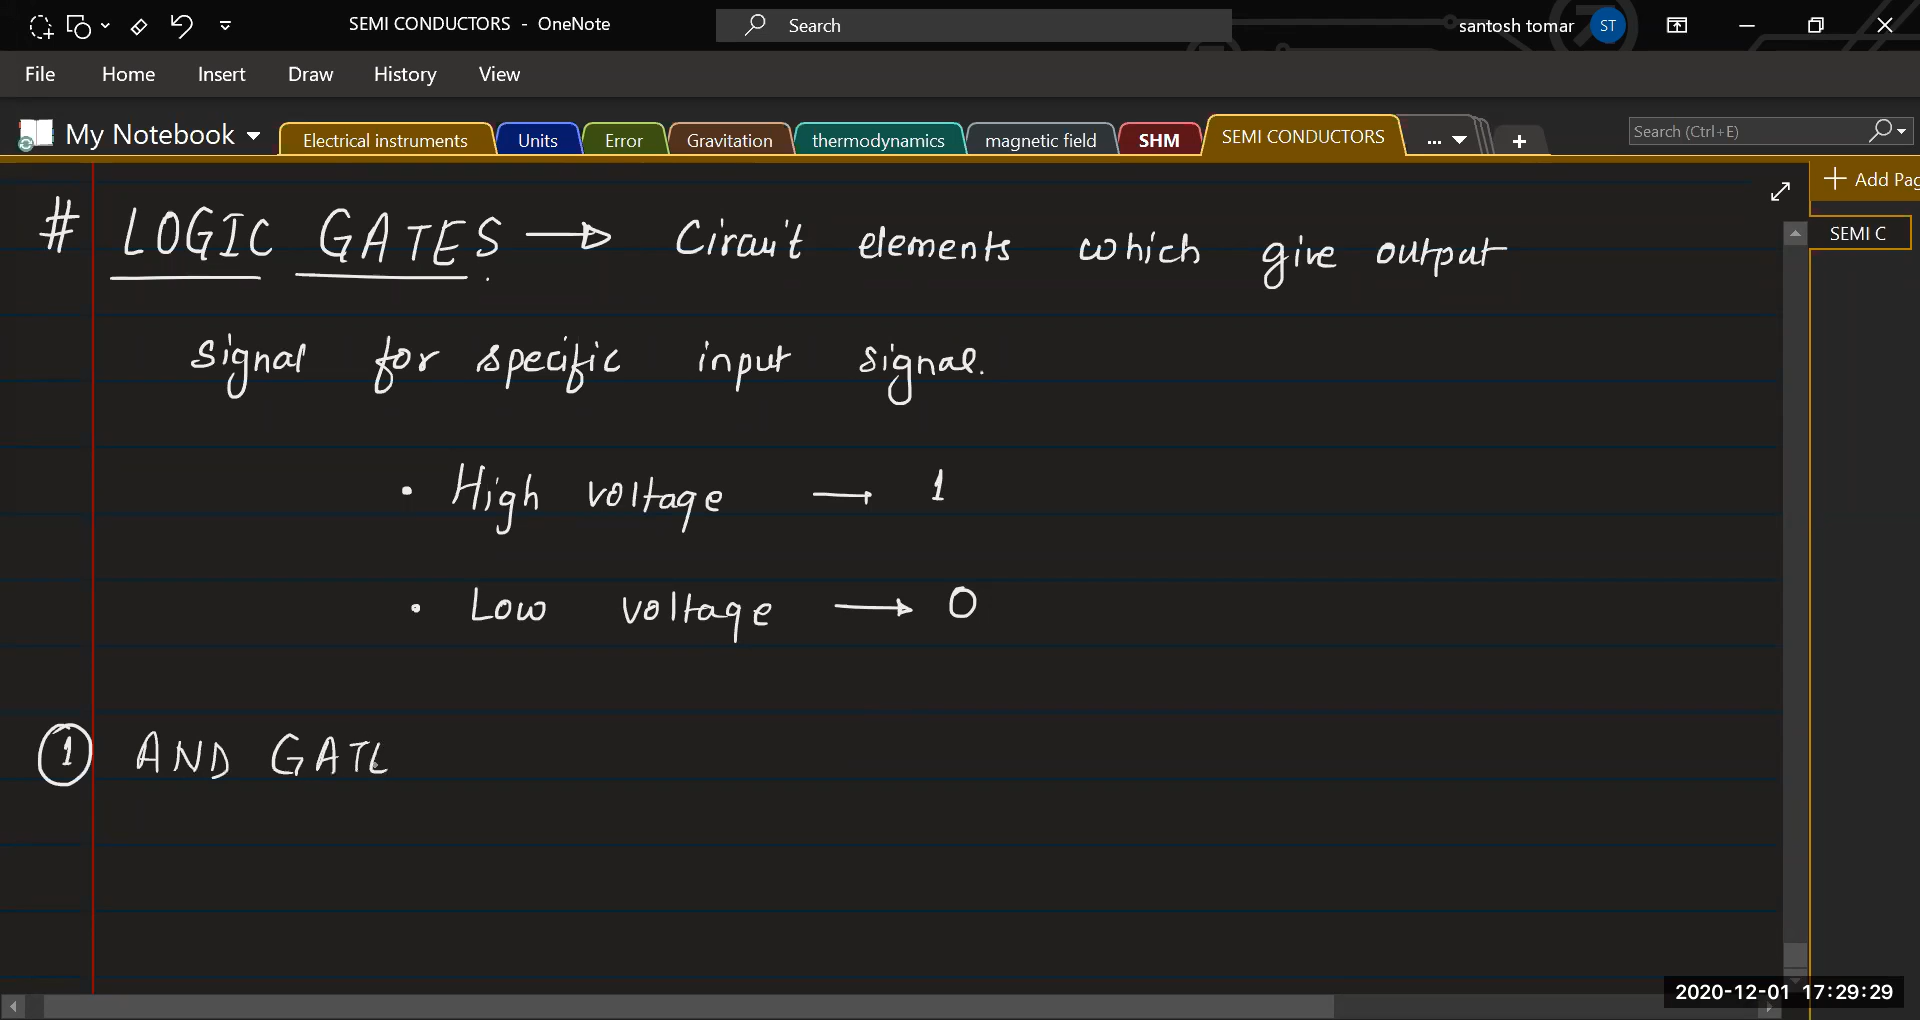 SEMI CONDUCTORS - OneNote
Search
santosh tomar
ST
File Home Insert Draw History View
My Notebook
Electrical instruments
Units
Error
Gravitation
thermodynamics
magnetic field
SHM
SEMI CONDUCTORS
...
+
Search (Ctrl+E)
+ Add Pag
SEMI C
# LOGIC GATES → Circuit elements which give output
signal for specific input signal.
• High voltage → 1
• Low voltage → 0
① AND GATE
2020-12-01 17:29:29